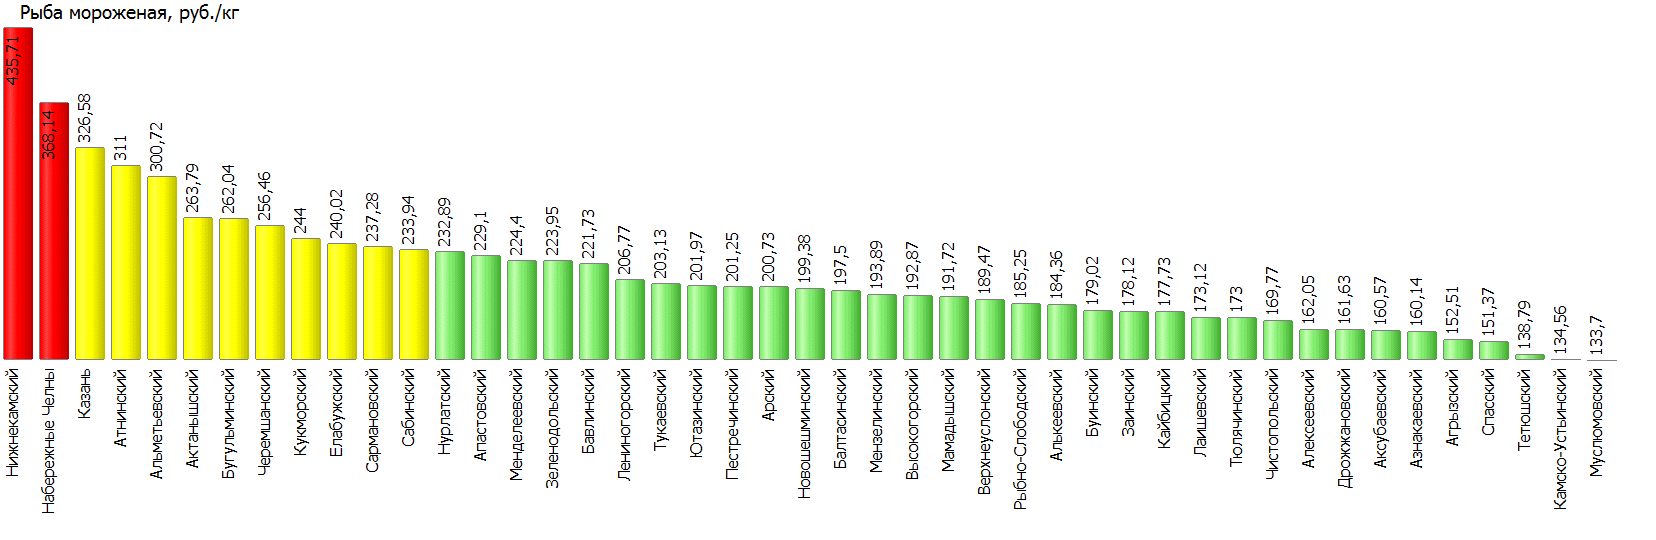 Рыба мороженая, руб./кг
435,71
368,14
326,58
311
300,72
263,79
262,04
256,46
244
240,02
237,28
233,94
232,89
229,1
224,4
223,95
221,73
206,77
203,13
201,97
201,25
200,73
199,38
197,5
193,89
192,87
191,72
189,47
185,25
184,36
179,02
178,12
177,73
173,12
173
169,77
162,05
161,63
160,57
160,14
152,51
151,37
138,79
134,56
133,7
Нижнекамский
Набережные Челны
Казань
Атнинский
Альметьевский
Актанышский
Бугульминский
Черемшанский
Кукморский
Елабужский
Сармановский
Сабинский
Нурлатский
Апастовский
Менделеевский
Зеленодольский
Бавлинский
Лениногорский
Тукаевский
Ютазинский
Пестречинский
Арский
Новошешминский
Балтасинский
Мензелинский
Высокогорский
Мамадышский
Верхнеуслонский
Рыбно-Слободский
Алькеевский
Буинский
Заинский
Кайбицкий
Лаишевский
Тюлячинский
Чистопольский
Алексеевский
Дрожжановский
Аксубаевский
Азнакаевский
Агрызский
Спасский
Тетюшский
Камско-Устьинский
Муслюмовский